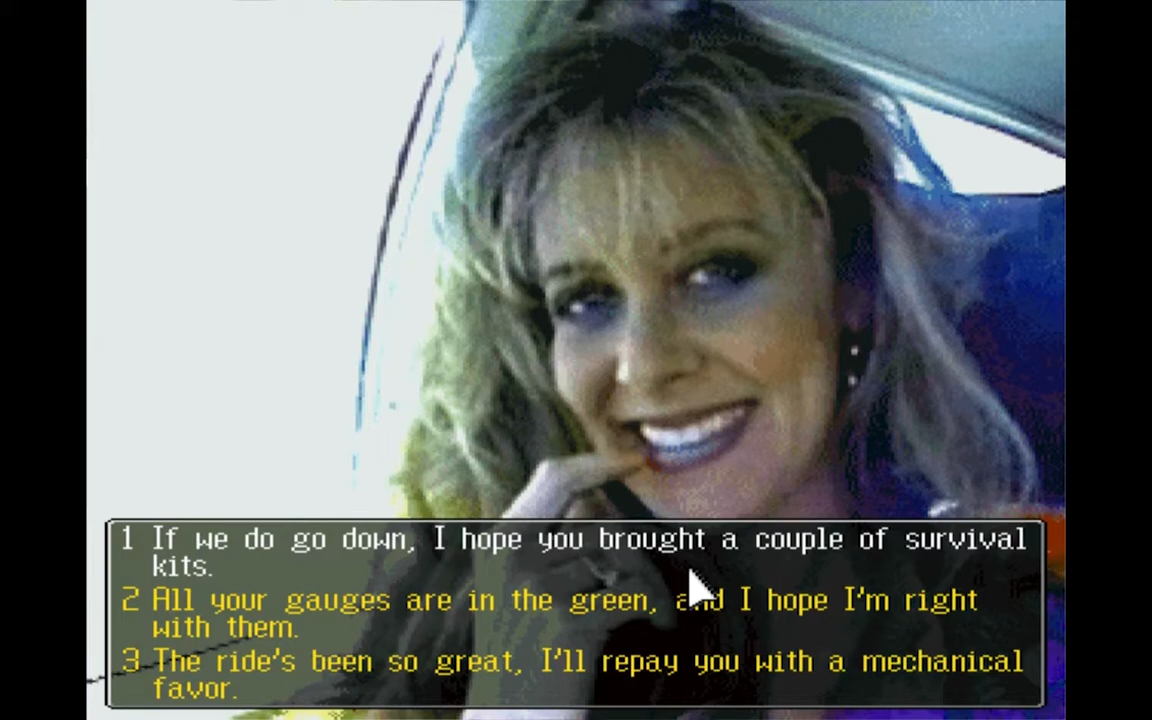 1 If we do go down, I hope you brought a couple of survival
kits.
2 All your gauges are in the green, and I hope I'm right
with them.
3 The ride's been so great, I'll repay you with a mechanical
favor.